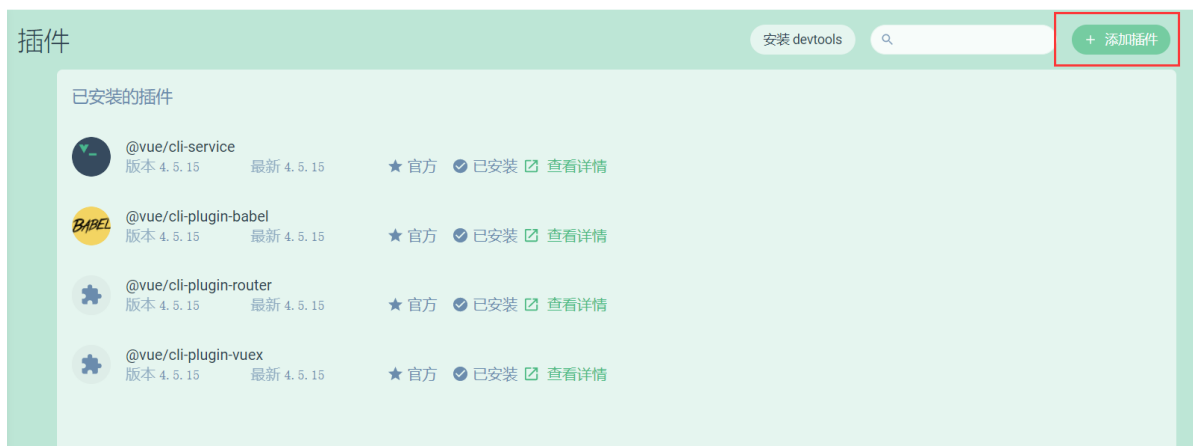 插件
安装 devtools
+ 添加插件
已安装的插件
@vue/cli-service
版本 4.5.15 最新 4.5.15 官方 已安装 查看详情
BABEL
@vue/cli-plugin-babel
版本 4.5.15 最新 4.5.15 官方 已安装 查看详情
@vue/cli-plugin-router
版本 4.5.15 最新 4.5.15 官方 已安装 查看详情
@vue/cli-plugin-vuex
版本 4.5.15 最新 4.5.15 官方 已安装 查看详情